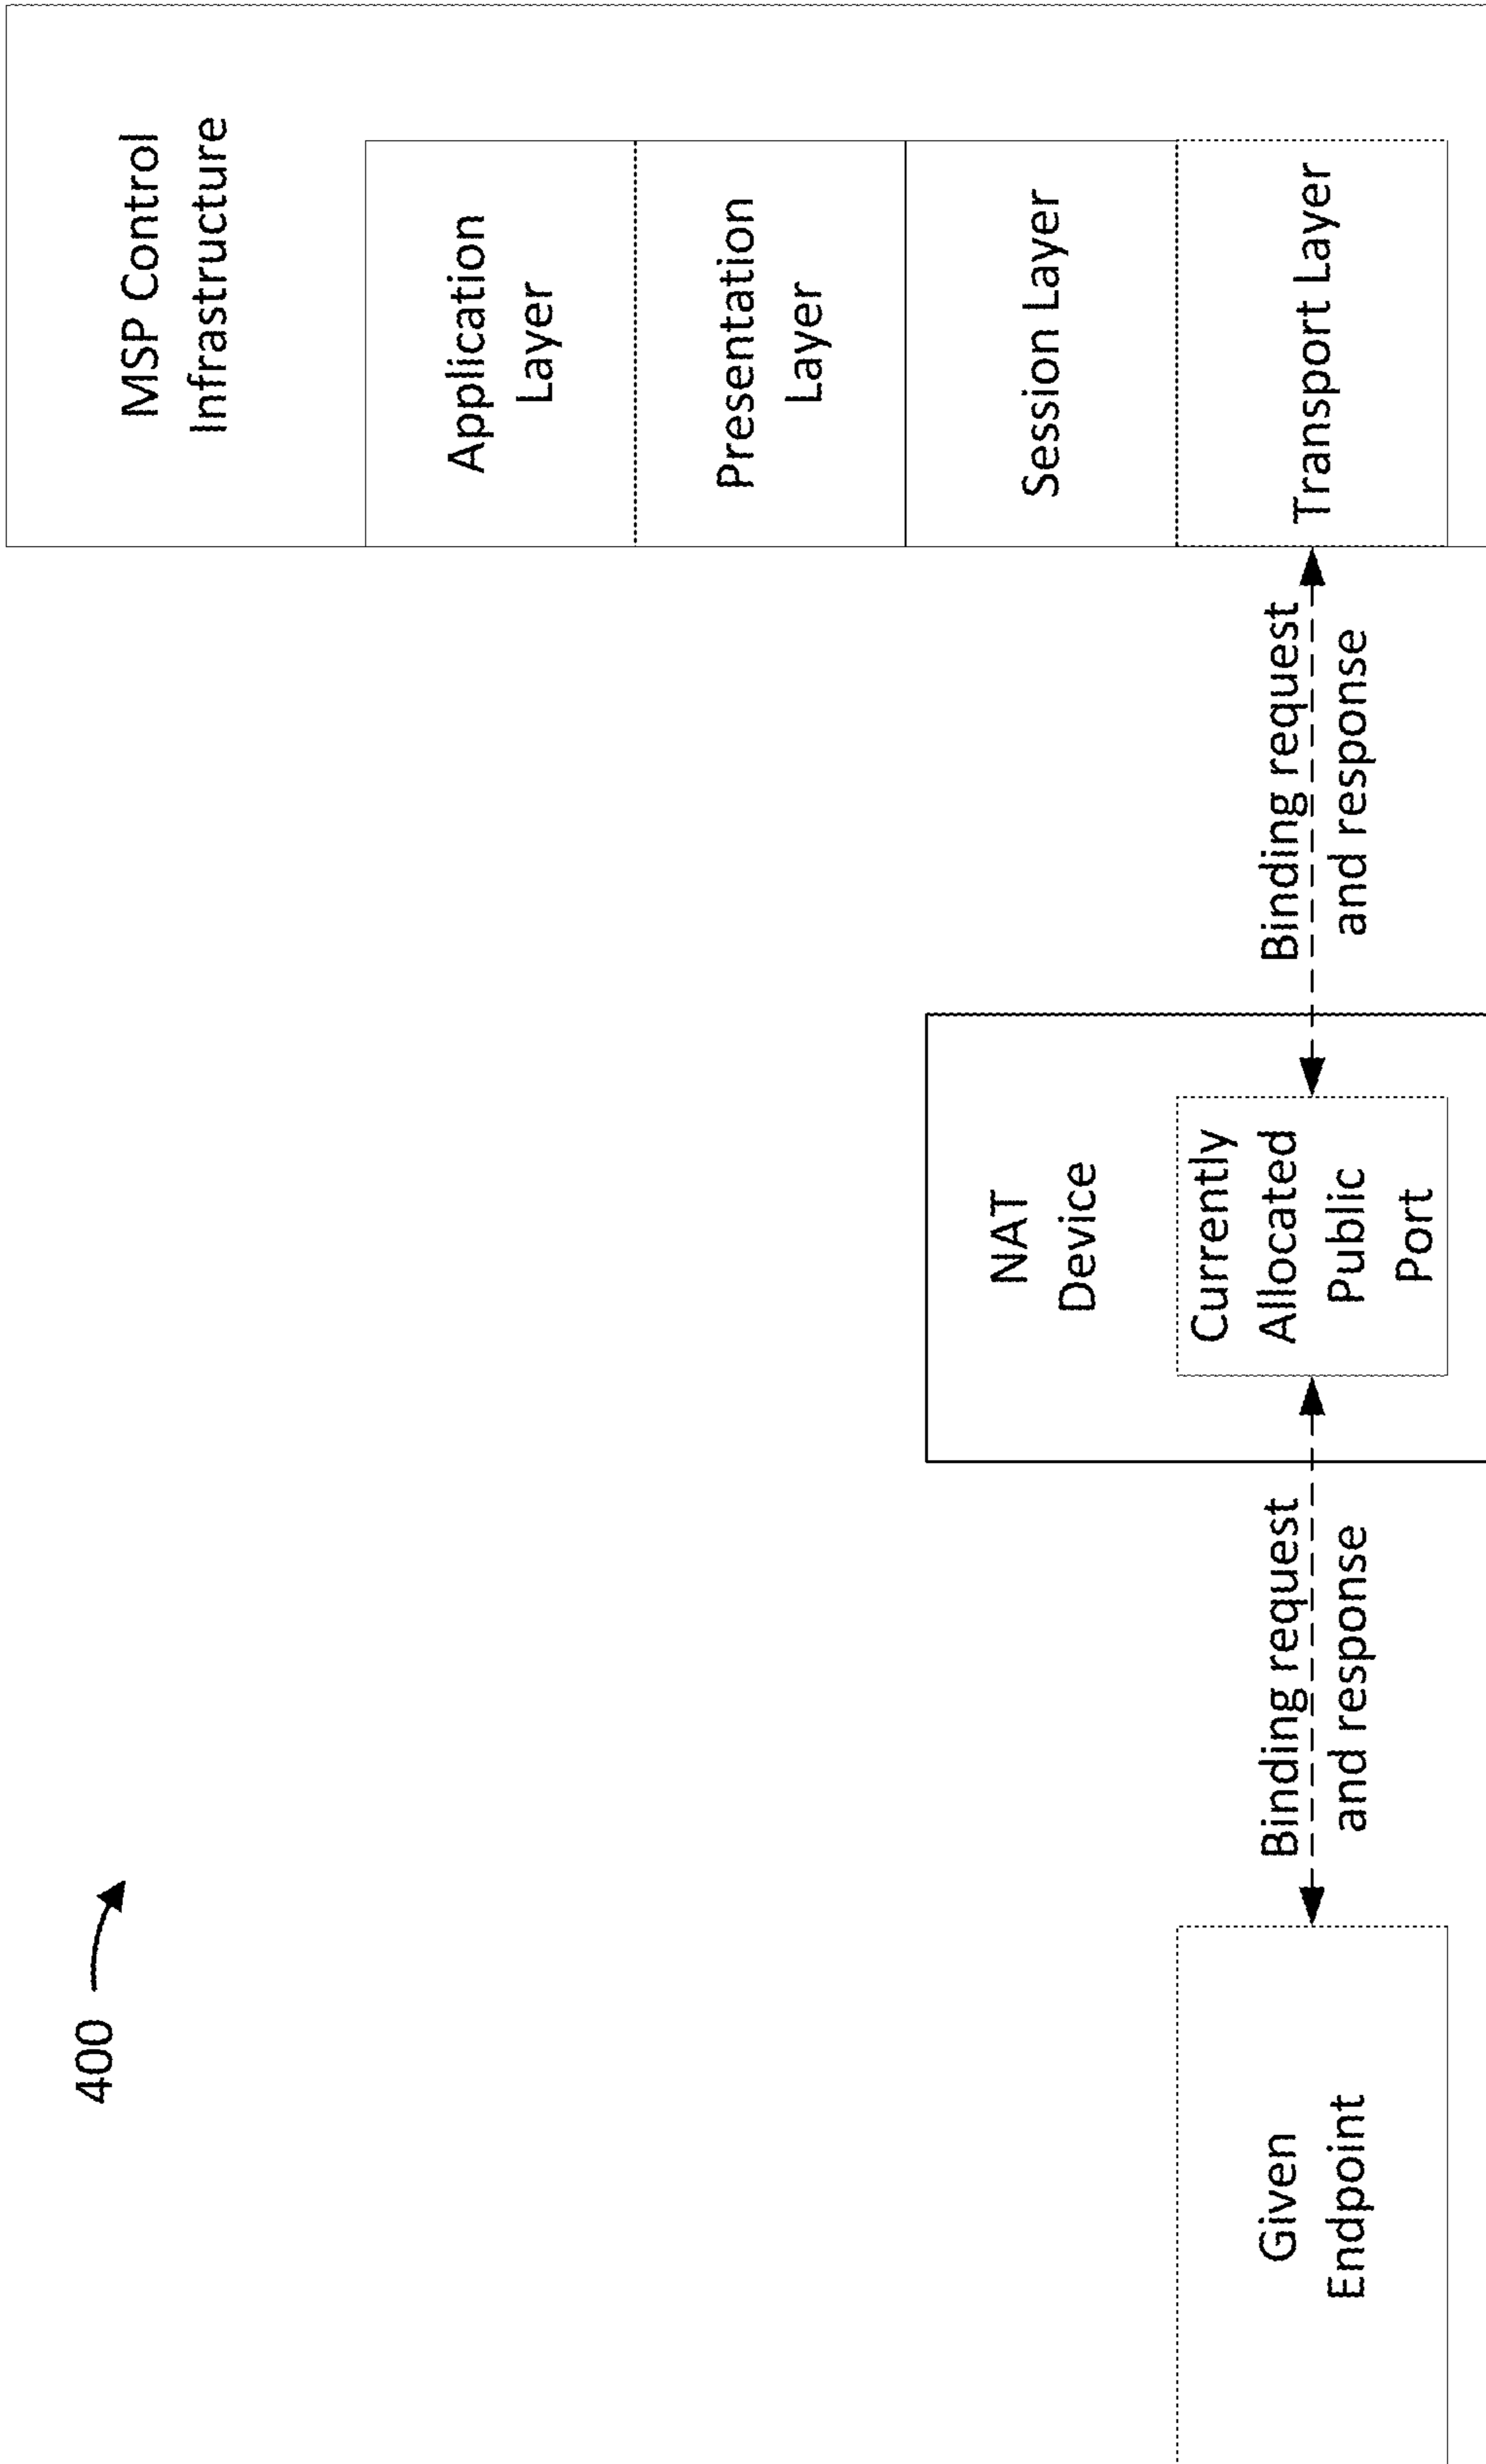 400
MSP Control
Infrastructure
Application
Layer
Presentation
Layer
Session Layer
NAT
Device
Transport Layer
Given
Endpoint
Binding request
and response
Currently
Allocated
Public
Port
Binding request
and response